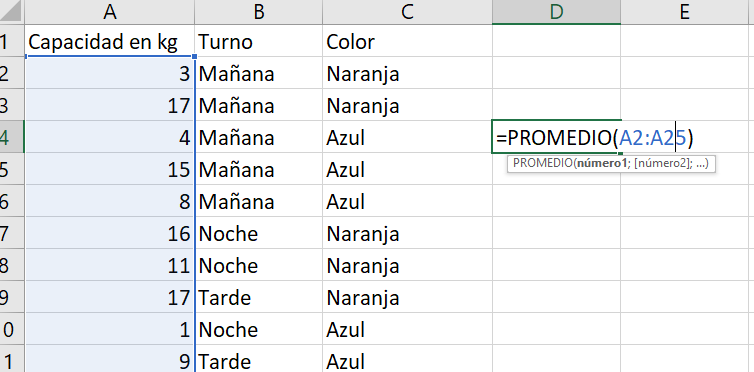 A B C D E
1 Capacidad en kg Turno Color
2 3 Mañana Naranja
3 17 Mañana Naranja
4 4 Mañana Azul =PROMEDIO(A2:A25)
PROMEDIO(número1; [número2]; ...)
5 15 Mañana Azul
6 8 Mañana Azul
7 16 Noche Naranja
8 11 Noche Naranja
9 17 Tarde Naranja
0 1 Noche Azul
1 9 Tarde Azul